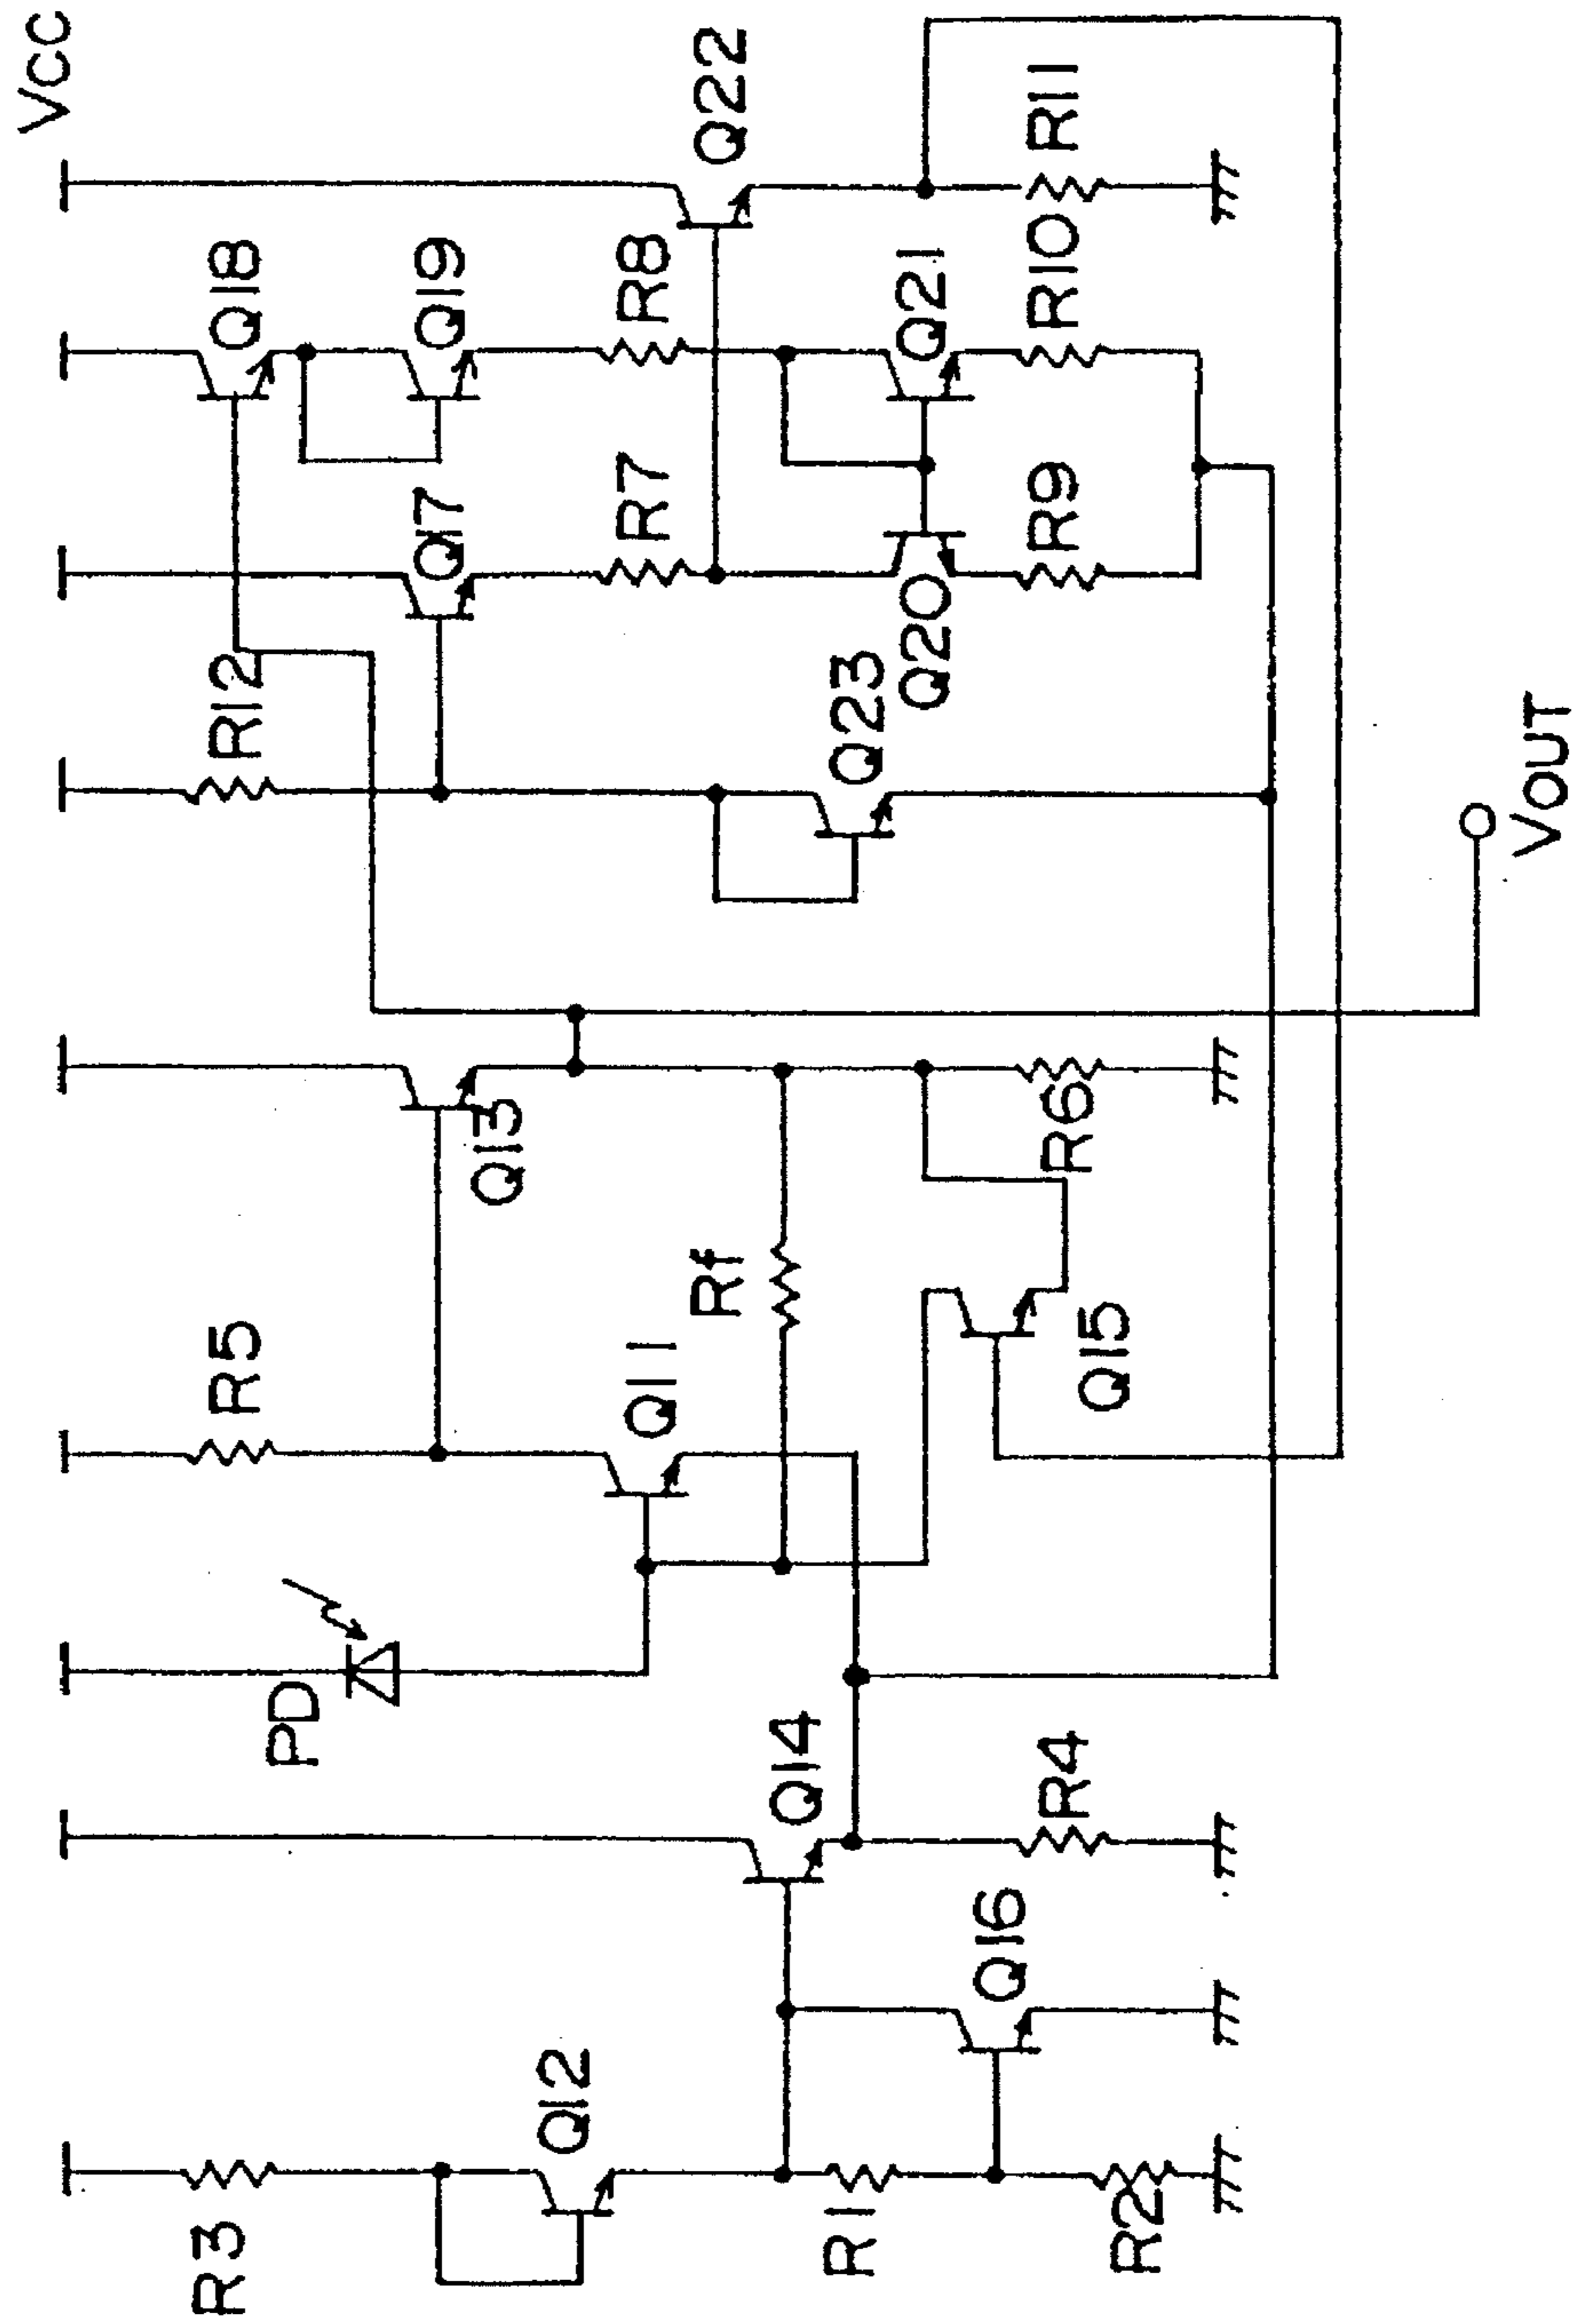 VCC
R3
Q12
R1
R2
Q16
Q14
R4
PD
R5
Q11
Rf
Q15
Q13
R6
R12
Q23
Q17
R7
Q20
R9
Q18
Q19
R8
Q21
R10
Q22
R11
VOUT